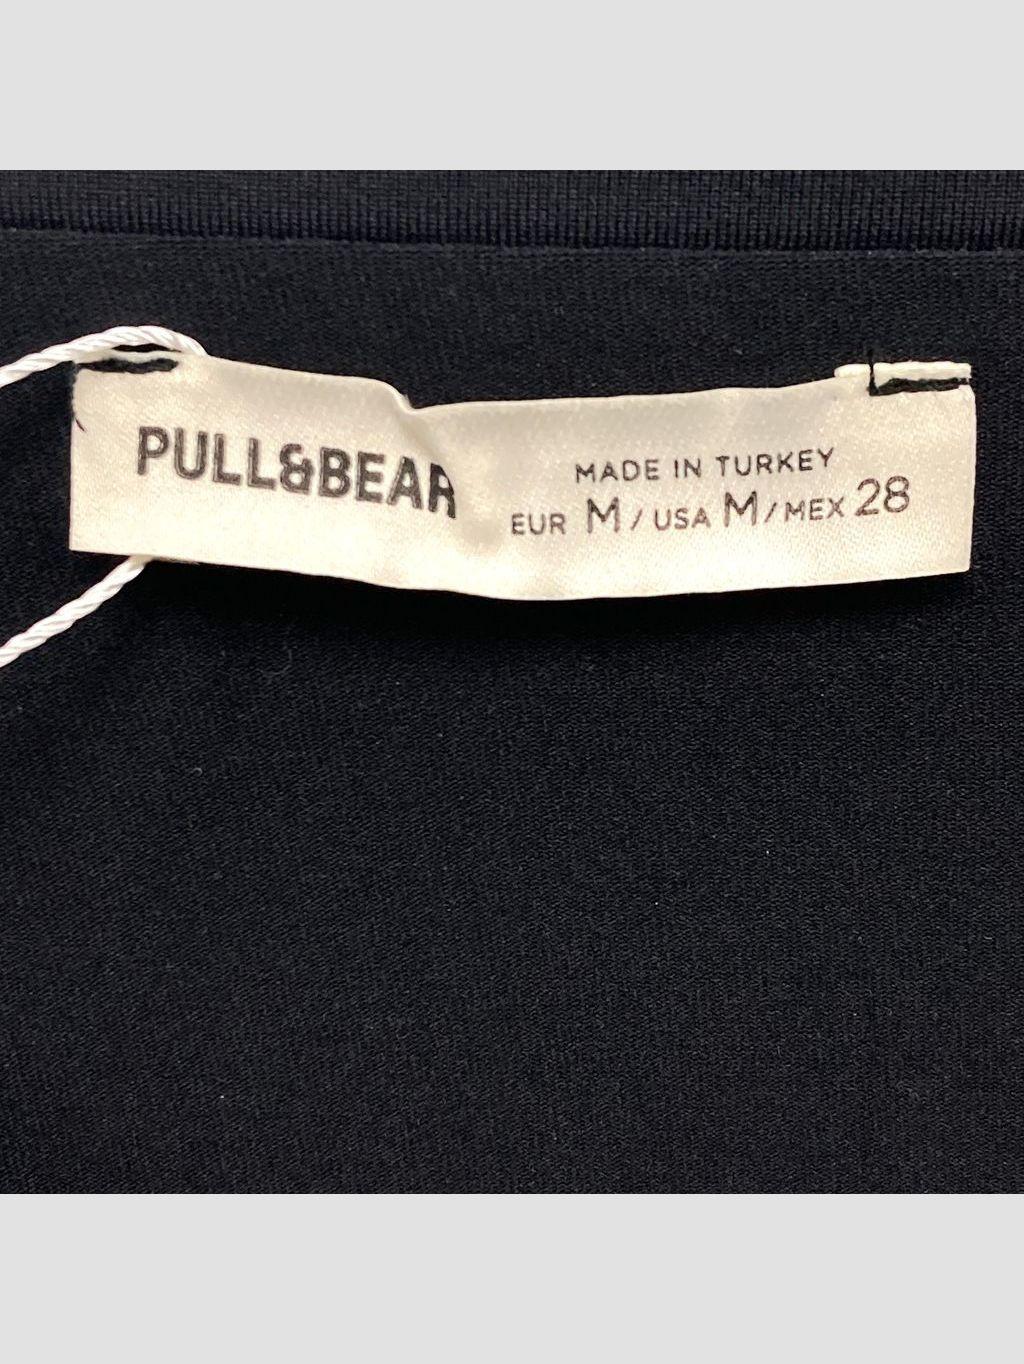 PULL&BEAR
MADE IN TURKEY
EUR M / USA M / MEX 28